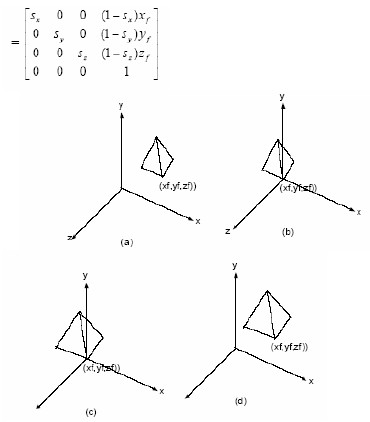 = [ s_x 0 0 (1-s_x)x_f
0 s_y 0 (1-s_y)y_f
0 0 s_z (1-s_z)z_f
0 0 0 1 ]
y
(xf,yf,zf))
x
z
(a)
y
(xf,yf,zf))
x
z
(b)
y
(xf,yf,zf))
x
(c)
y
(xf,yf,zf))
x
(d)